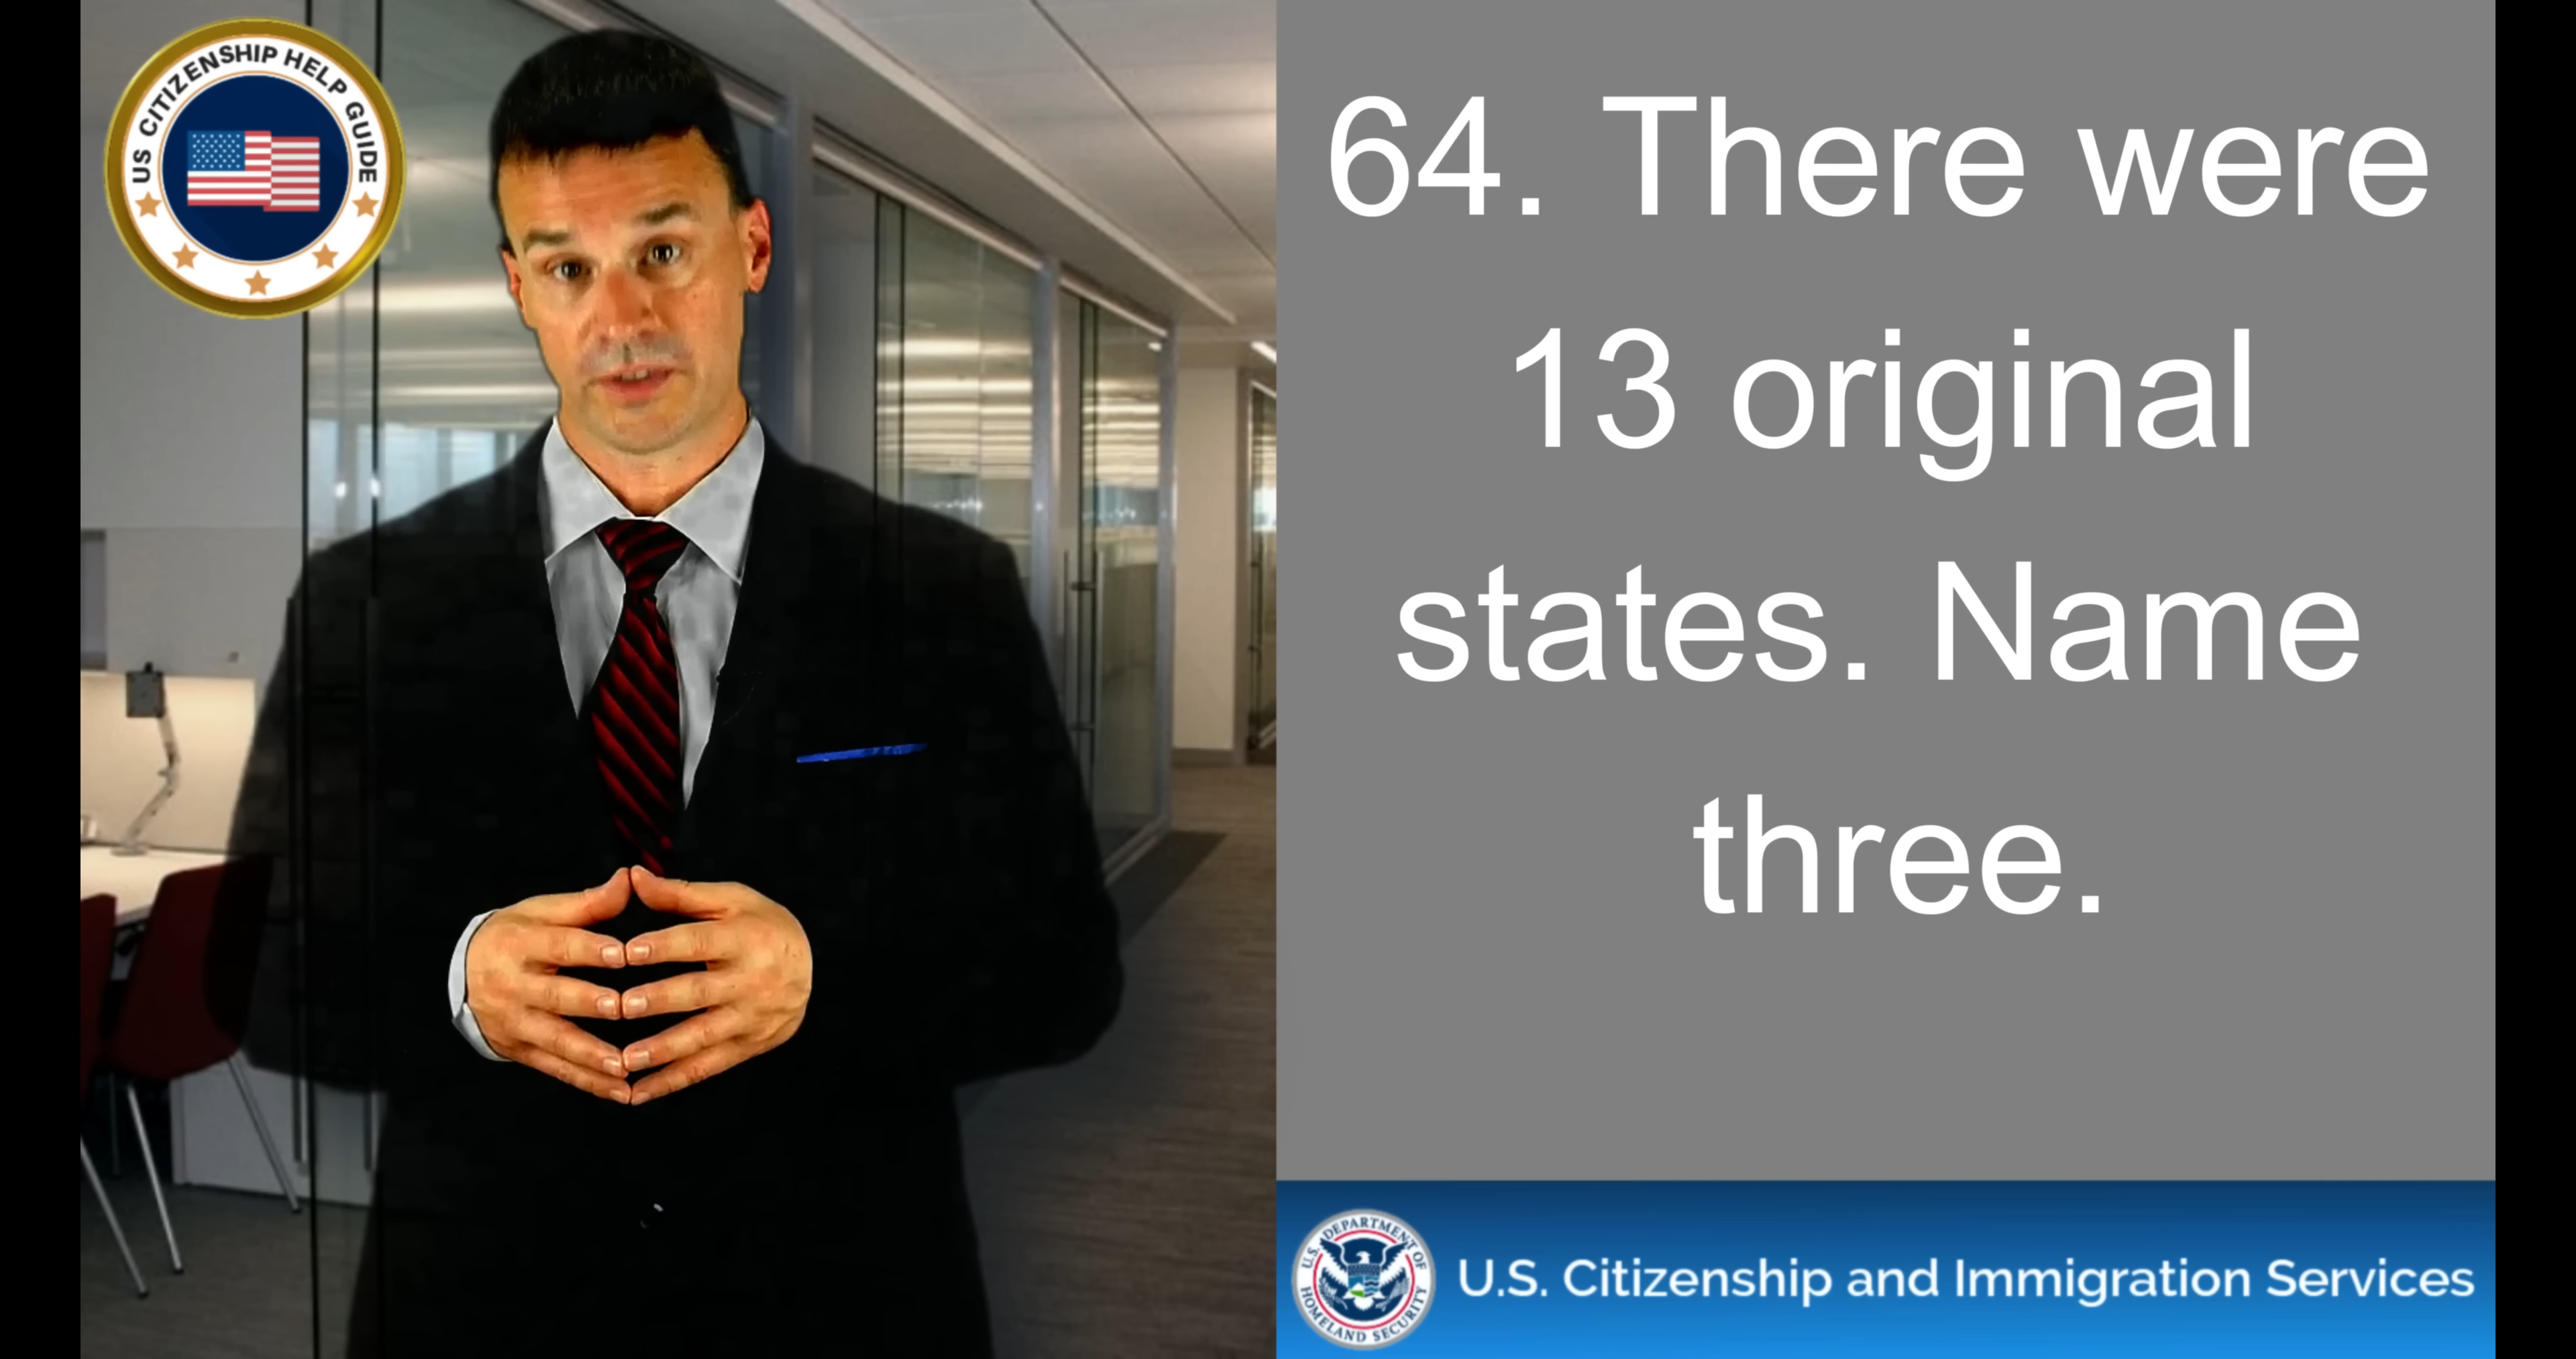 US CITIZENSHIP HELP GUIDE
64. There were
13 original
states. Name
three.
U.S. DEPARTMENT OF
HOMELAND SECURITY
U.S. Citizenship and Immigration Services